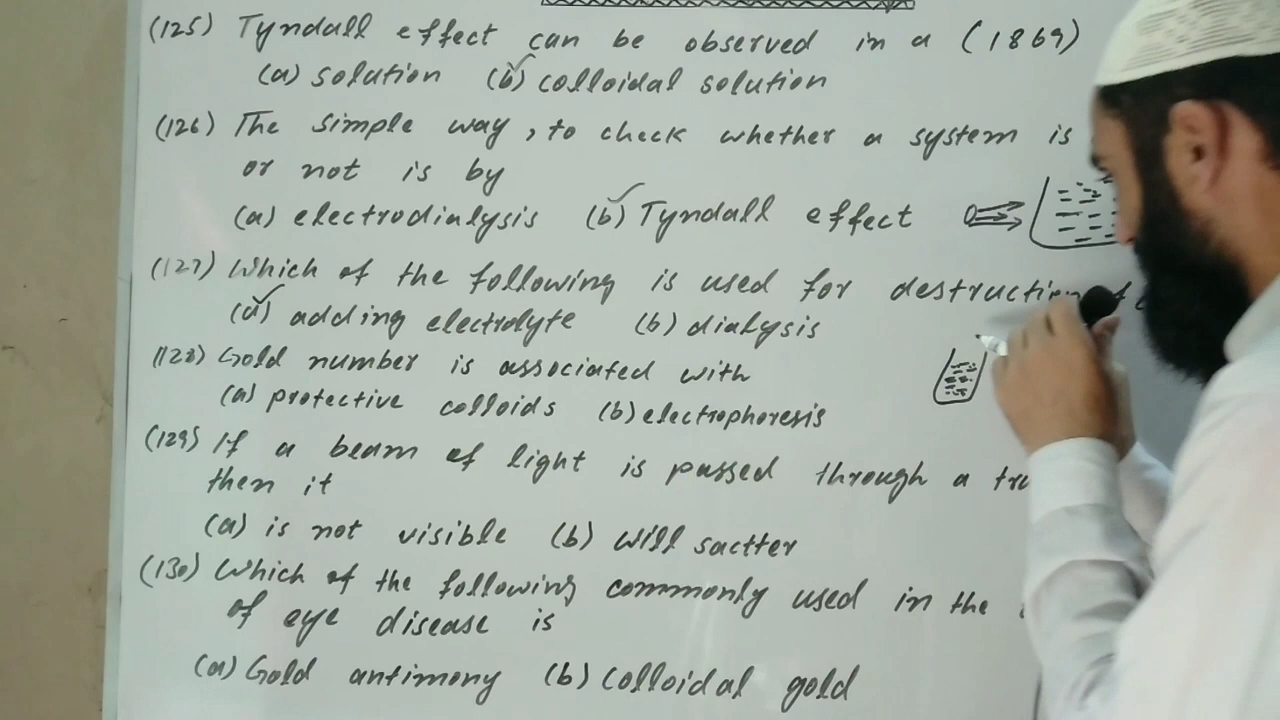 (125) Tyndall effect can be observed in a (1869)
(a) solution (b) colloidal solution
(126) The simple way, to check whether a system is
or not is by
(a) electrodialysis (b) Tyndall effect
(127) Which of the following is used for destruction
(a) adding electrolyte (b) dialysis
(128) Gold number is associated with
(a) protective colloids (b) electrophoresis
(129) If a beam of light is passed through a
then it
(a) is not visible (b) will sactter
(130) Which of the following commonly used in the
of eye disease is
(a) Gold antimony (b) colloidal gold